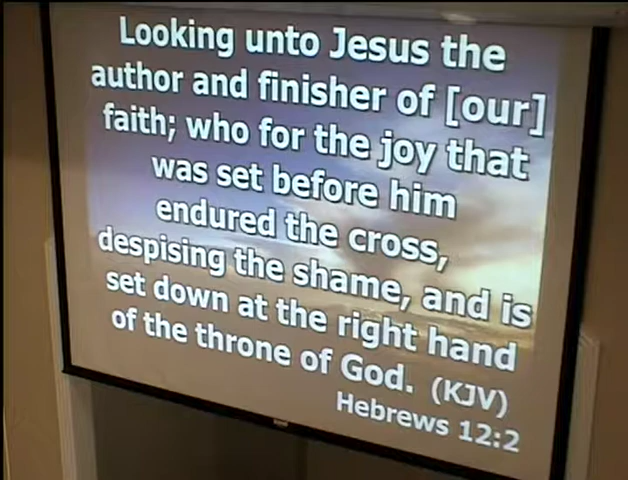 Looking unto Jesus the
author and finisher of [our]
faith; who for the joy that
was set before him
endured the cross,
despising the shame, and is
set down at the right hand
of the throne of God. (KJV)
Hebrews 12:2